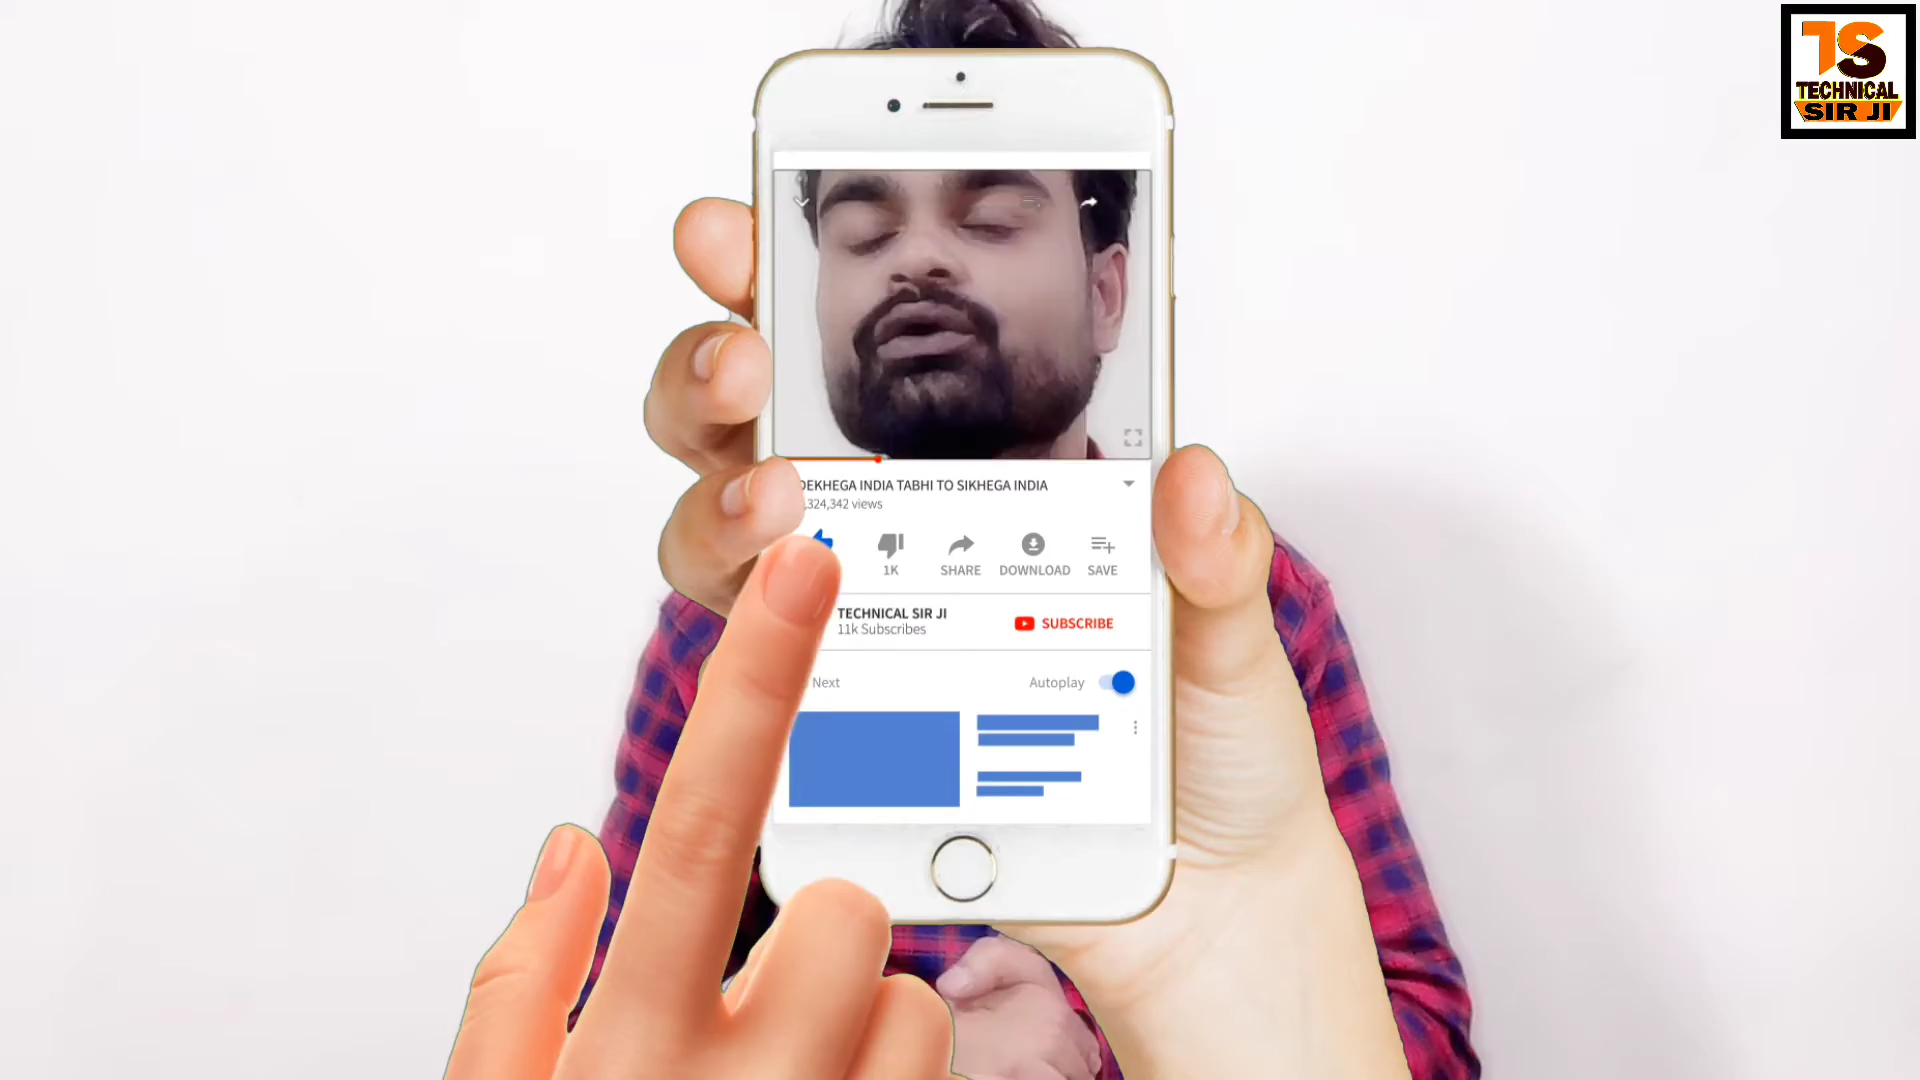 TS
TECHNICAL
SIR JI
DEKHEGA INDIA TABHI TO SIKHEGA INDIA
,324,342 views
1K
SHARE
DOWNLOAD
SAVE
TECHNICAL SIR JI
11k Subscribes
SUBSCRIBE
Next
Autoplay